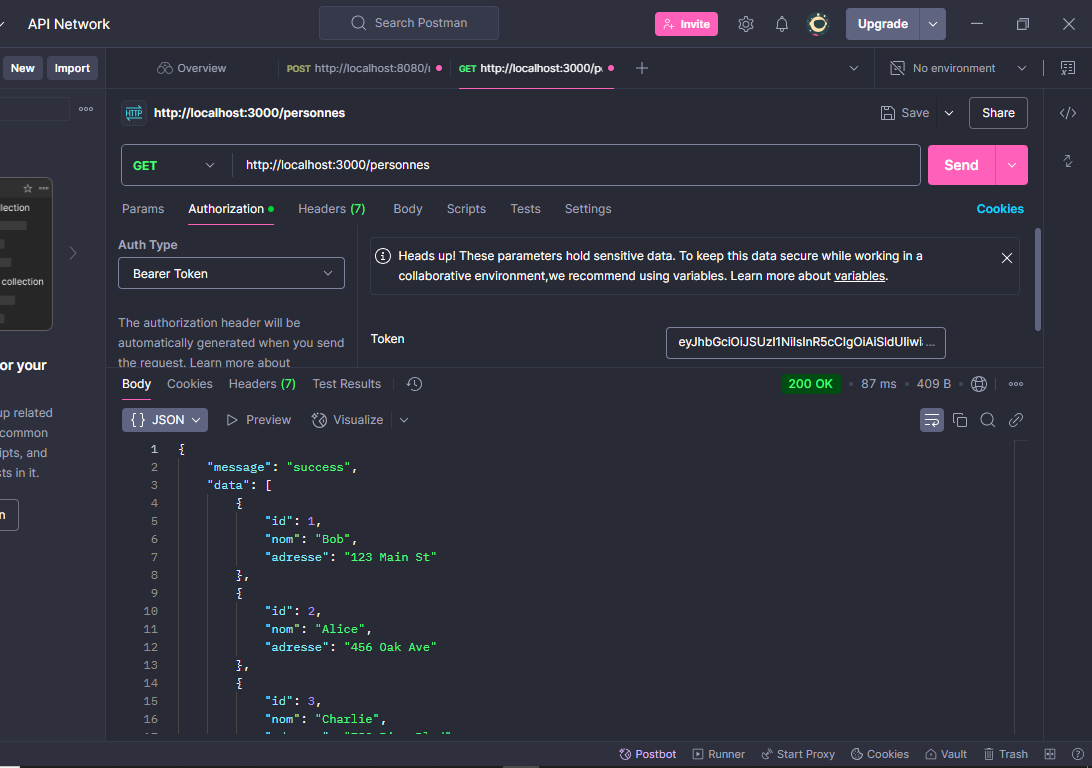 API Network
Search Postman
Invite
Upgrade
New
Import
Overview
POST http://localhost:8080/
GET http://localhost:3000/p
No environment
HTTP
http://localhost:3000/personnes
Save
Share
GET
http://localhost:3000/personnes
Send
Params
Authorization
Headers (7)
Body
Scripts
Tests
Settings
Cookies
Auth Type
Bearer Token
The authorization header will be
automatically generated when you send
the request. Learn more about
Heads up! These parameters hold sensitive data. To keep this data secure while working in a
collaborative environment,we recommend using variables. Learn more about variables.
Token
llection
collection
for your
up related
common
ipts, and
sts in it.
n
Body
Cookies
Headers (7)
Test Results
200 OK
87 ms
409 B
{ } JSON
Preview
Visualize
1 {
2 "message": "success",
3 "data": [
4 {
5 "id": 1,
6 "nom": "Bob",
7 "adresse": "123 Main St"
8 },
9 {
10 "id": 2,
11 "nom": "Alice",
12 "adresse": "456 Oak Ave"
13 },
14 {
15 "id": 3,
16 "nom": "Charlie",
Postbot
Runner
Start Proxy
Cookies
Vault
Trash